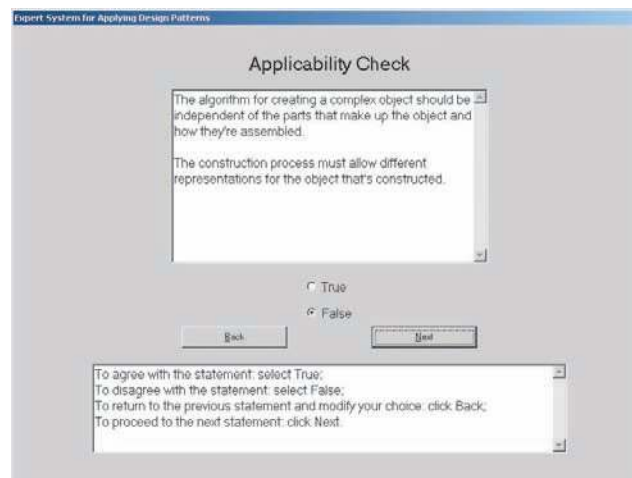 Expert System for Applying Design Patterns
Applicability Check
The algorithm for creating a complex object should be
independent of the parts that make up the object and
how they're assembled.
The construction process must allow different
representations for the object that's constructed.
True
False
Back
Next
To agree with the statement: select True;
To disagree with the statement: select False;
To return to the previous statement and modify your choice: click Back;
To proceed to the next statement: click Next.